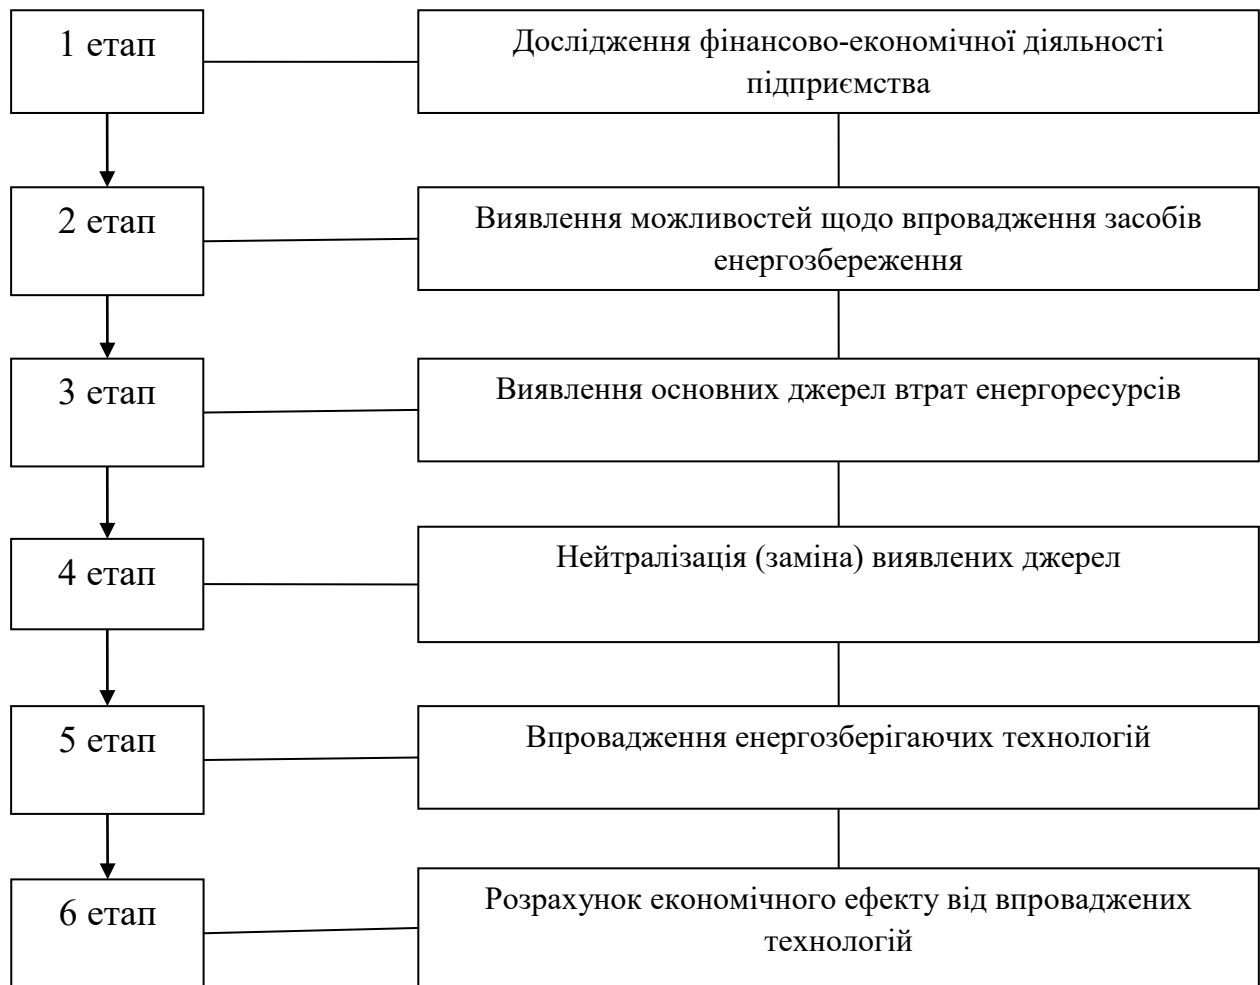 1 етап
Дослідження фінансово-економічної діяльності
підприємства
2 етап
Виявлення можливостей щодо впровадження засобів
енергозбереження
3 етап
Виявлення основних джерел втрат енергоресурсів
4 етап
Нейтралізація (заміна) виявлених джерел
5 етап
Впровадження енергозберігаючих технологій
6 етап
Розрахунок економічного ефекту від впроваджених
технологій